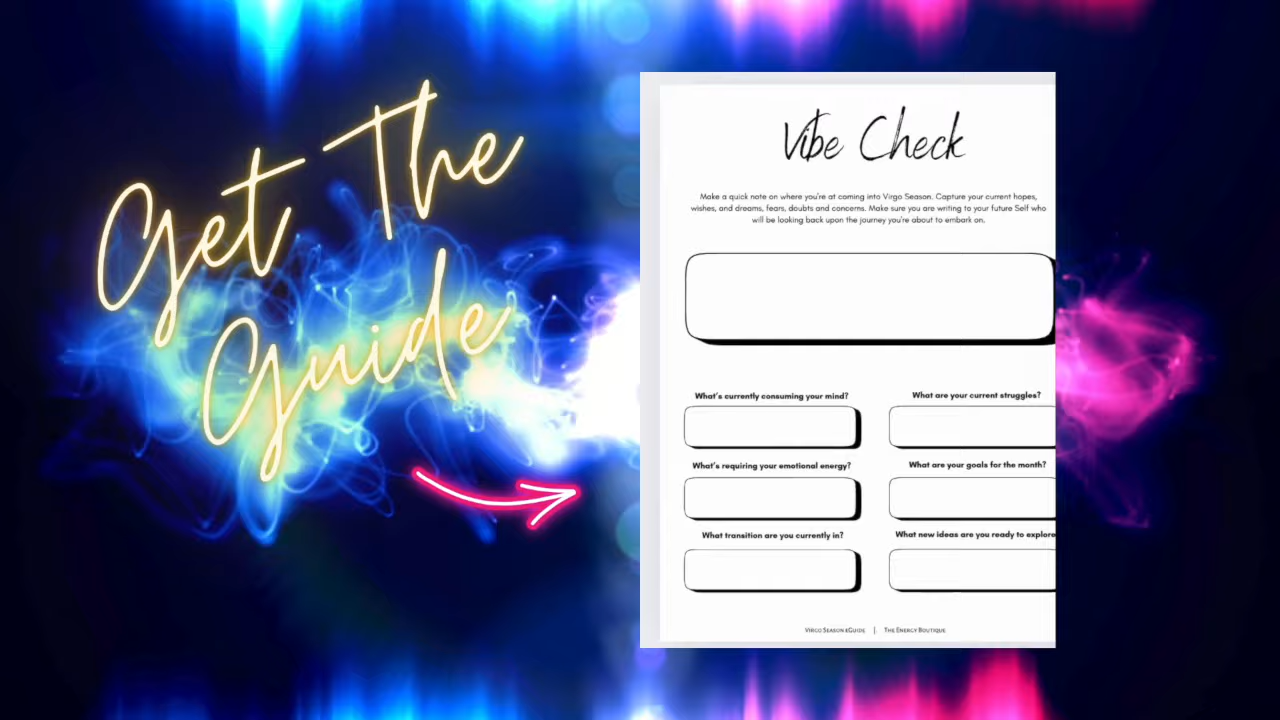 Get The
Guide
Vibe Check
Make a quick note on where you're at coming into Virgo Season. Capture your current hopes,
wishes, and dreams, fears, doubts and concerns. Make sure you are writing to your future Self who
will be looking back upon the journey you're about to embark on.
What's currently consuming your mind?
What are your current struggles?
What's requiring your emotional energy?
What are your goals for the month?
What transition are you currently in?
What new ideas are you ready to explore
Virgo Season eGuide | The Energy Boutique